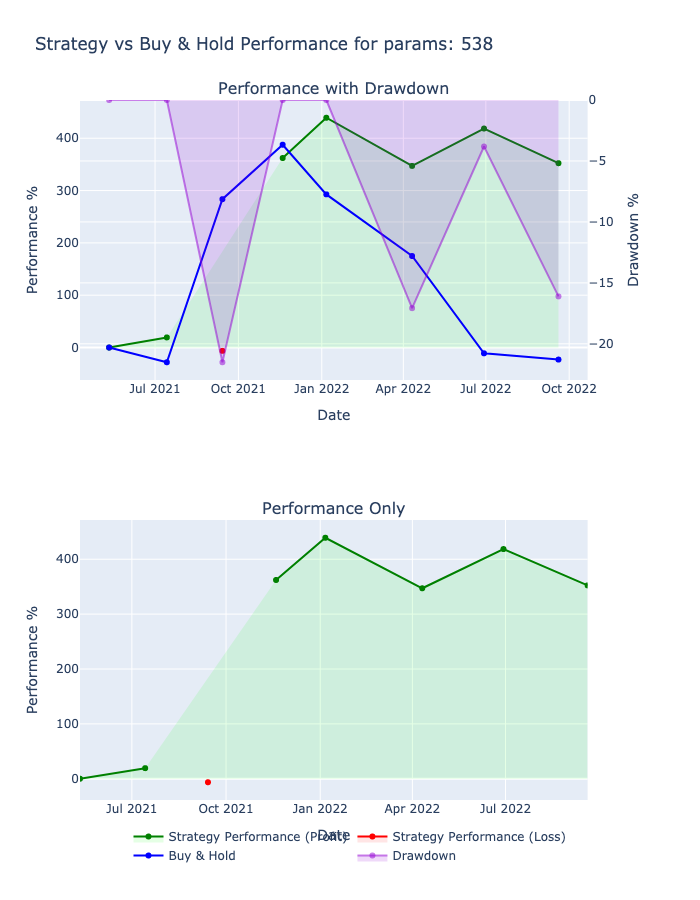 Strategy vs Buy & Hold Performance for params: 538
Performance with Drawdown
400
300
200
100
0
Performance %
0
−5
−10
−15
−20
Drawdown %
Jul 2021 Oct 2021 Jan 2022 Apr 2022 Jul 2022 Oct 2022
Date
Performance Only
400
300
200
100
0
Performance %
Jul 2021 Oct 2021 Jan 2022 Apr 2022 Jul 2022
Date
Strategy Performance (Profit) Strategy Performance (Loss)
Buy & Hold Drawdown